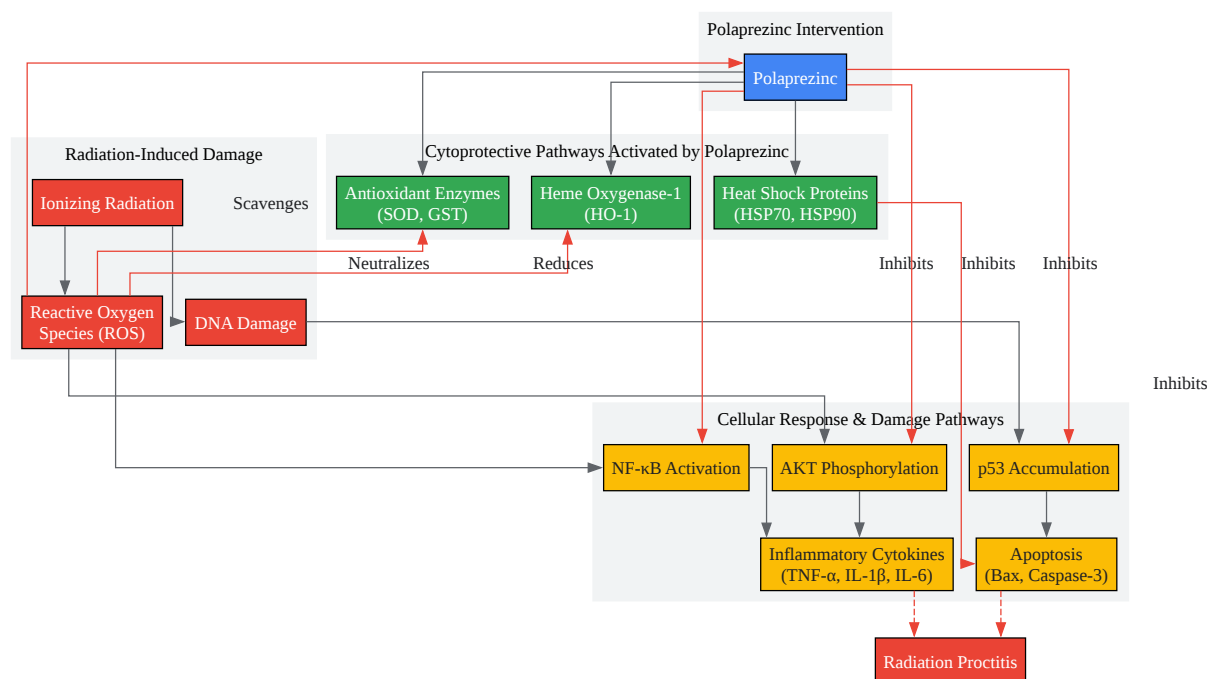 Polaprezinc Intervention
Polaprezinc
Radiation-Induced Damage
Cytoprotective Pathways Activated by Polaprezinc
Ionizing Radiation
Scavenges
Antioxidant Enzymes
(SOD, GST)
Heme Oxygenase-1
(HO-1)
Heat Shock Proteins
(HSP70, HSP90)
Neutralizes
Reduces
Inhibits
Inhibits
Inhibits
Reactive Oxygen
Species (ROS)
DNA Damage
Inhibits
Cellular Response & Damage Pathways
NF-κB Activation
AKT Phosphorylation
p53 Accumulation
Inflammatory Cytokines
(TNF-α, IL-1β, IL-6)
Apoptosis
(Bax, Caspase-3)
Radiation Proctitis